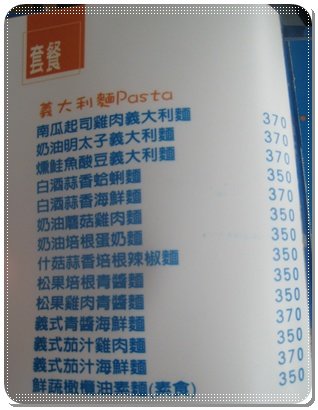 套餐
義大利麵Pasta
南瓜起司雞肉義大利麵 370
奶油明太子義大利麵 370
燻鮭魚酸豆義大利麵 370
白酒蒜香蛤蜊麵 350
白酒蒜香海鮮麵 370
奶油蘑菇雞肉麵 350
奶油培根蛋奶麵 350
什菇蒜香培根辣椒麵 350
松果培根青醬麵 350
松果雞肉青醬麵 350
義式青醬海鮮麵 370
義式茄汁雞肉麵 350
義式茄汁海鮮麵 370
鮮蔬橄欖油素麵(素食) 350